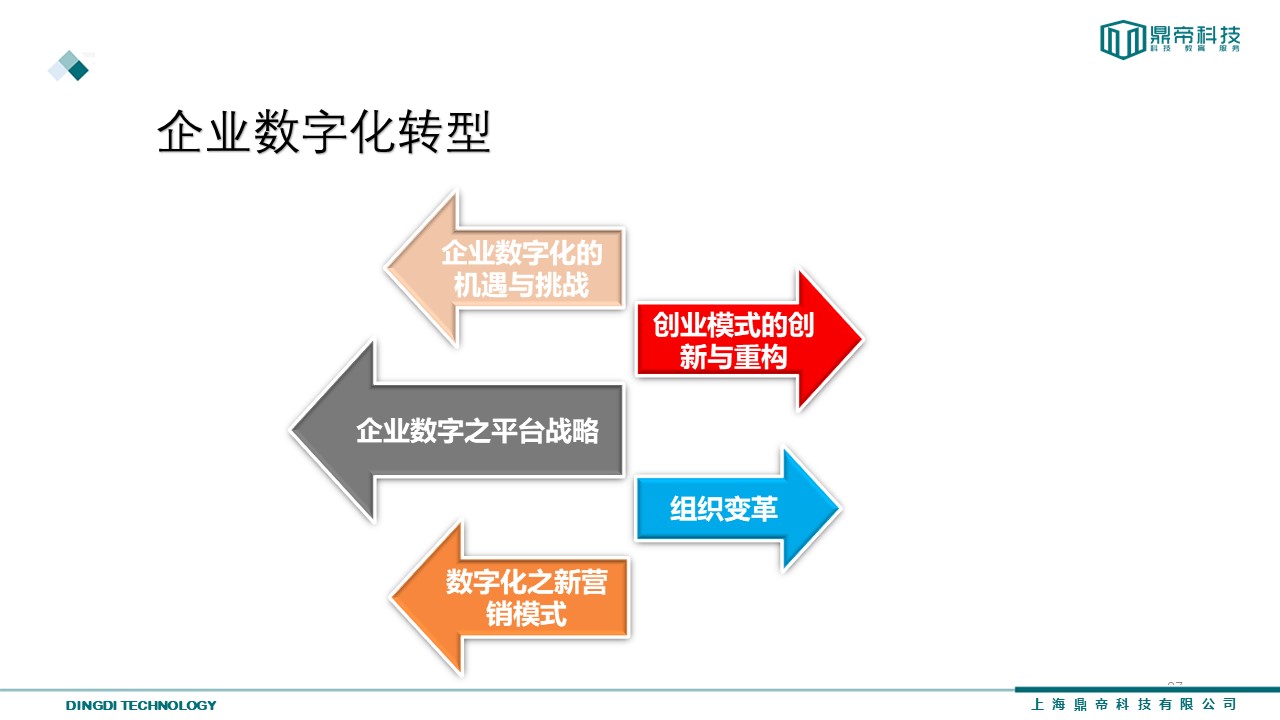 鼎帝科技
科技 教育 服务
企业数字化转型
企业数字化的
机遇与挑战
创业模式的创
新与重构
企业数字之平台战略
组织变革
数字化之新营
销模式
DINGDI TECHNOLOGY
上海鼎帝科技有限公司